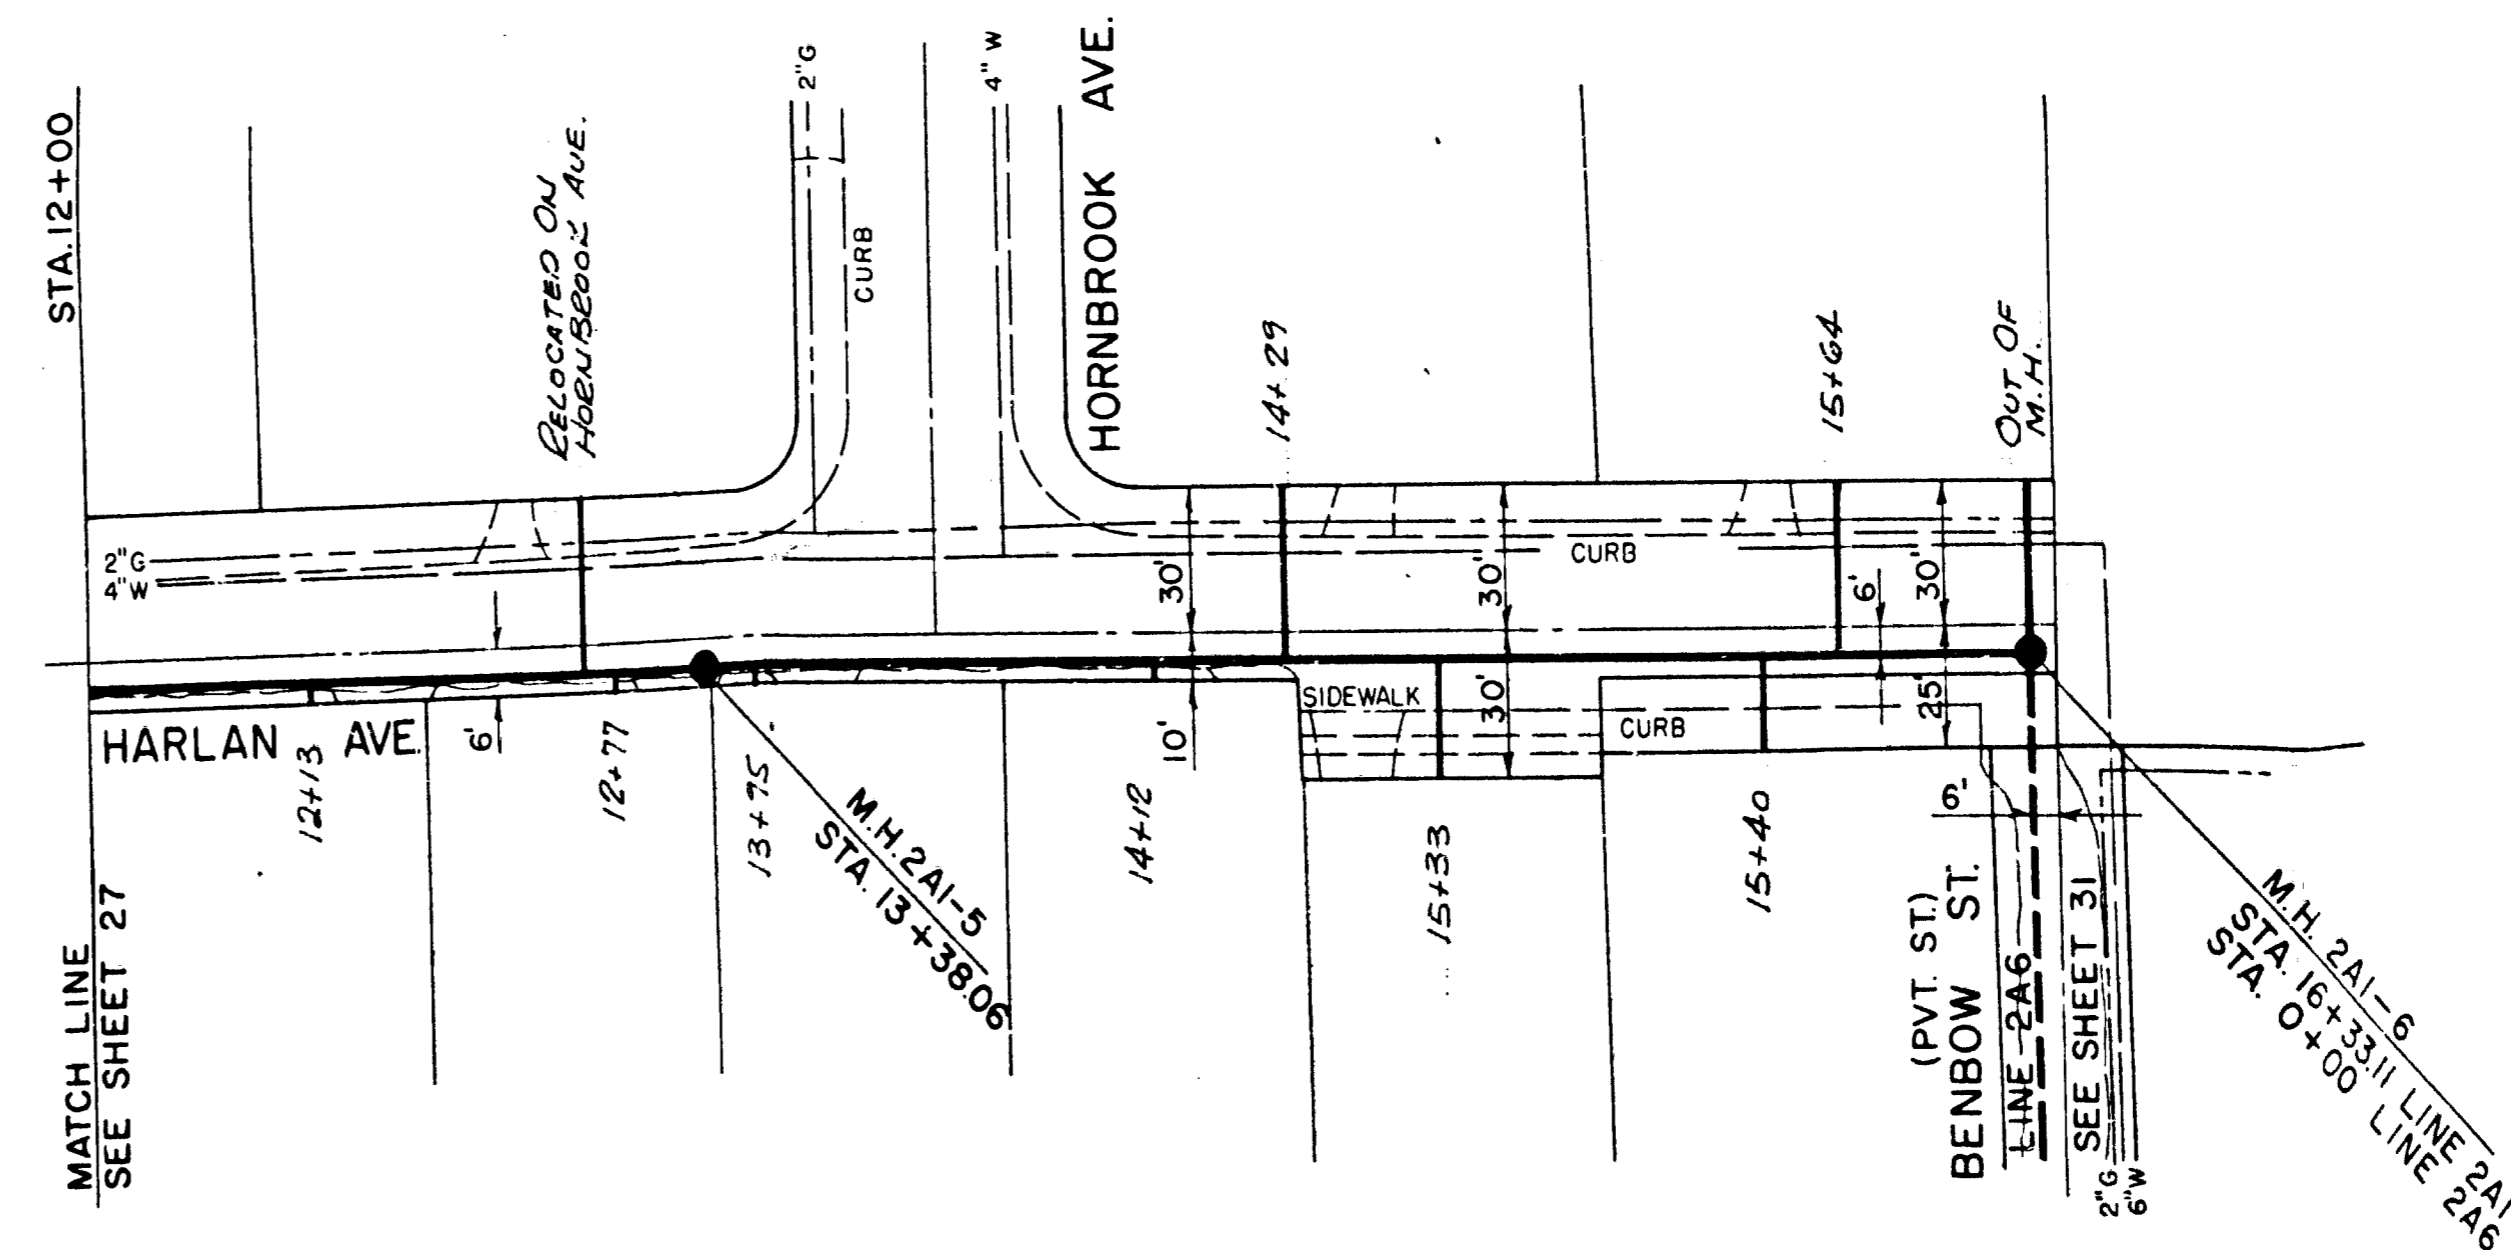 STA. 12+00
RELOCATED ON
HORNBROOK AVE.
2"G
CURB
4" W
HORNBROOK AVE.
14+29
15+64
OUT OF
M.H.
2"G
4"W
30'
30'
CURB
6'
30'
HARLAN AVE.
6'
10'
SIDEWALK
30'
CURB
25'
12+13
12+77
13+95
M.H. 2A1-5
STA. 13+38.06
14+12
15+33
15+40
6'
MATCH LINE
SEE SHEET 27
(PVT. ST.)
BENBOW ST.
LINE 2A6
SEE SHEET 31
2"G
6"W
M.H. 2A1-6
STA. 16+33.11 LINE 2A1
STA. 0+00 LINE 2A6